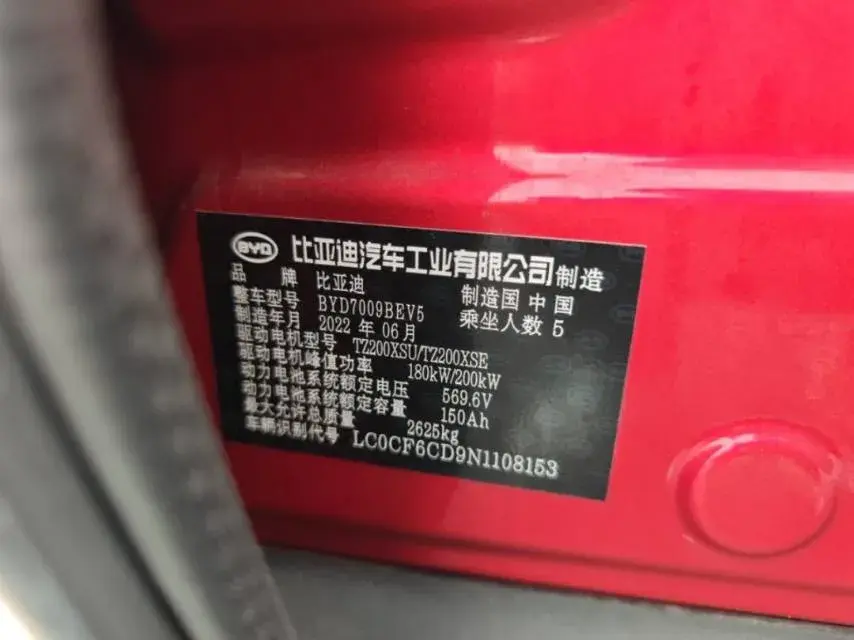 BYD 比亚迪汽车工业有限公司制造
品牌 比亚迪 制造国 中国
整车型号 BYD7009BEV5 乘坐人数 5
制造年月 2022 年 06 月
驱动电机型号 TZ200XSU/TZ200XSE
驱动电机峰值功率 180kW/200kW
动力电池系统额定电压 569.6V
动力电池系统额定容量 150Ah
最大允许总质量 2625kg
车辆识别代号 LC0CF6CD9N1108153